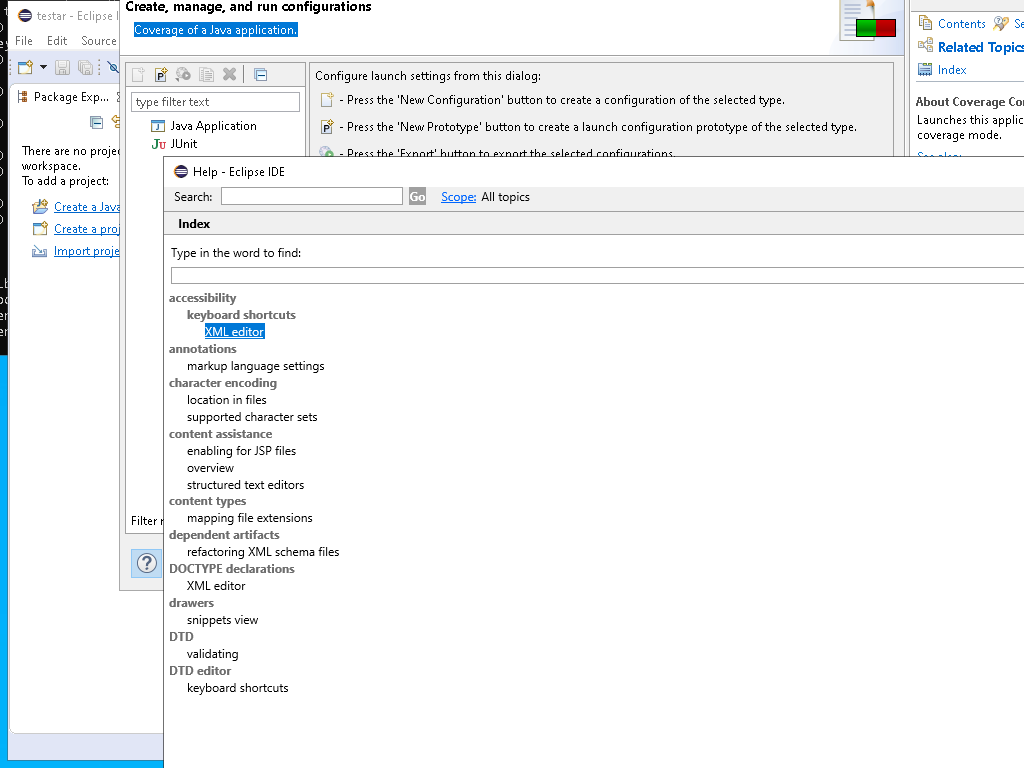 testar - Eclipse I
File Edit Source
Package Exp...
There are no proje
workspace.
To add a project:
Create a Java
Create a proj
Import proje
Create, manage, and run configurations
Coverage of a Java application.
type filter text
Java Application
JUnit
Filter
Configure launch settings from this dialog:
- Press the 'New Configuration' button to create a configuration of the selected type.
- Press the 'New Prototype' button to create a launch configuration prototype of the selected type.
- Press the 'Export' button to export the selected configurations.
Contents Se
Related Topics
Index
About Coverage Co
Launches this applic
coverage mode.
See also:
Help - Eclipse IDE
Search: Go Scope: All topics
Index
Type in the word to find:
accessibility
keyboard shortcuts
XML editor
annotations
markup language settings
character encoding
location in files
supported character sets
content assistance
enabling for JSP files
overview
structured text editors
content types
mapping file extensions
dependent artifacts
refactoring XML schema files
DOCTYPE declarations
XML editor
drawers
snippets view
DTD
validating
DTD editor
keyboard shortcuts